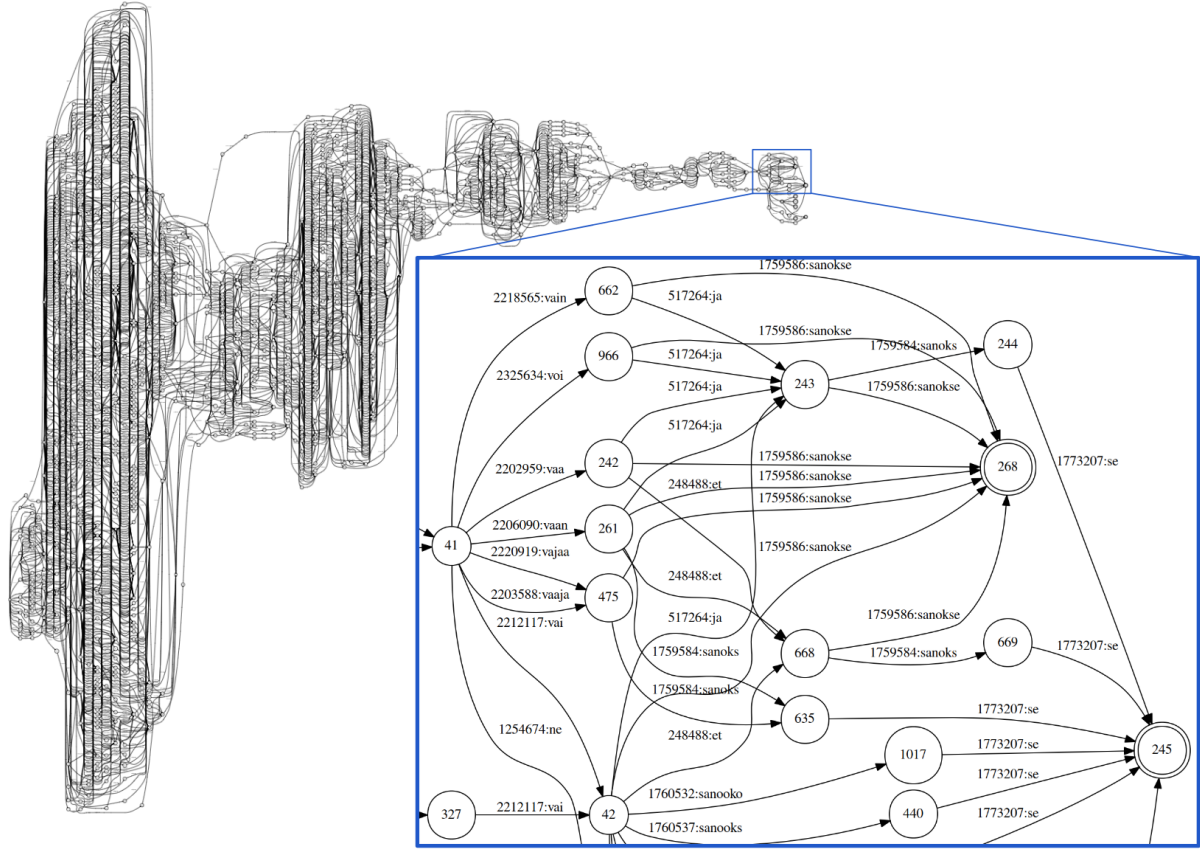 1759586:sanokse
662
2218565:vain
517264:ja
1759586:sanokse
1759584:sanoks
244
966
2325634:voi
517264:ja
243
517264:ja
1759586:sanokse
517264:ja
2202959:vaa
242
1759586:sanokse
1759586:sanokse
248488:et
268
1773207:se
1759586:sanokse
2206090:vaan
261
41
2220919:vajaa
1759586:sanokse
248488:et
2203588:vaaja
475
2212117:vai
517264:ja
1759586:sanokse
1759584:sanoks
668
1759584:sanoks
669
1773207:se
1759584:sanoks
635
1773207:se
1254674:ne
248488:et
1017
1773207:se
245
1773207:se
1760532:sanooko
327
2212117:vai
42
440
1773207:se
1760537:sanooks